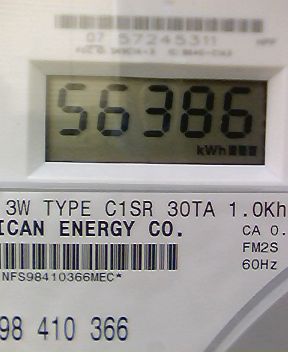 07 57245311
56386
kWh
3W TYPE C1SR 30TA 1.0Kh
ICAN ENERGY CO.
CA 0.
FM2S
60Hz
NFS98410366MEC*
98 410 366